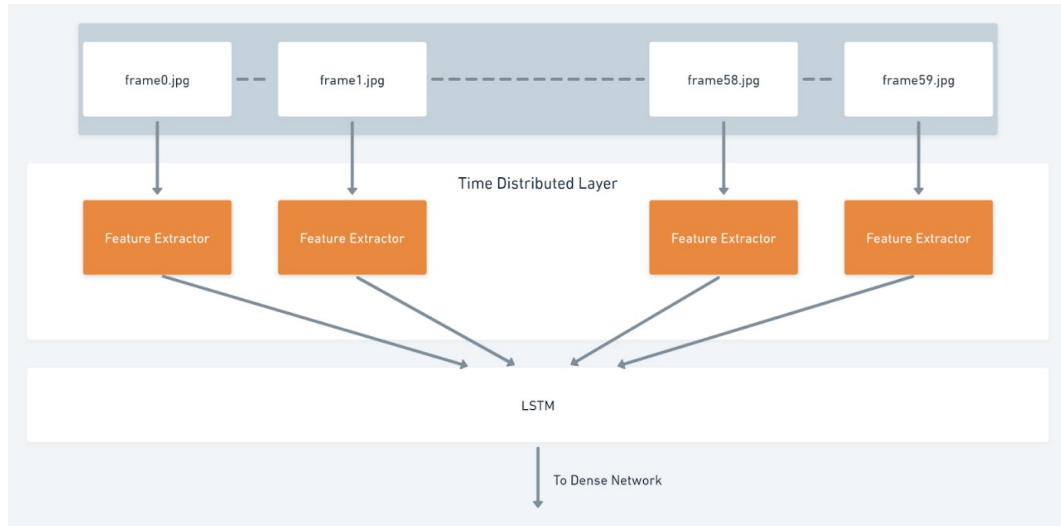 frame0.jpg
frame1.jpg
frame58.jpg
frame59.jpg
Time Distributed Layer
Feature Extractor
Feature Extractor
Feature Extractor
Feature Extractor
LSTM
To Dense Network